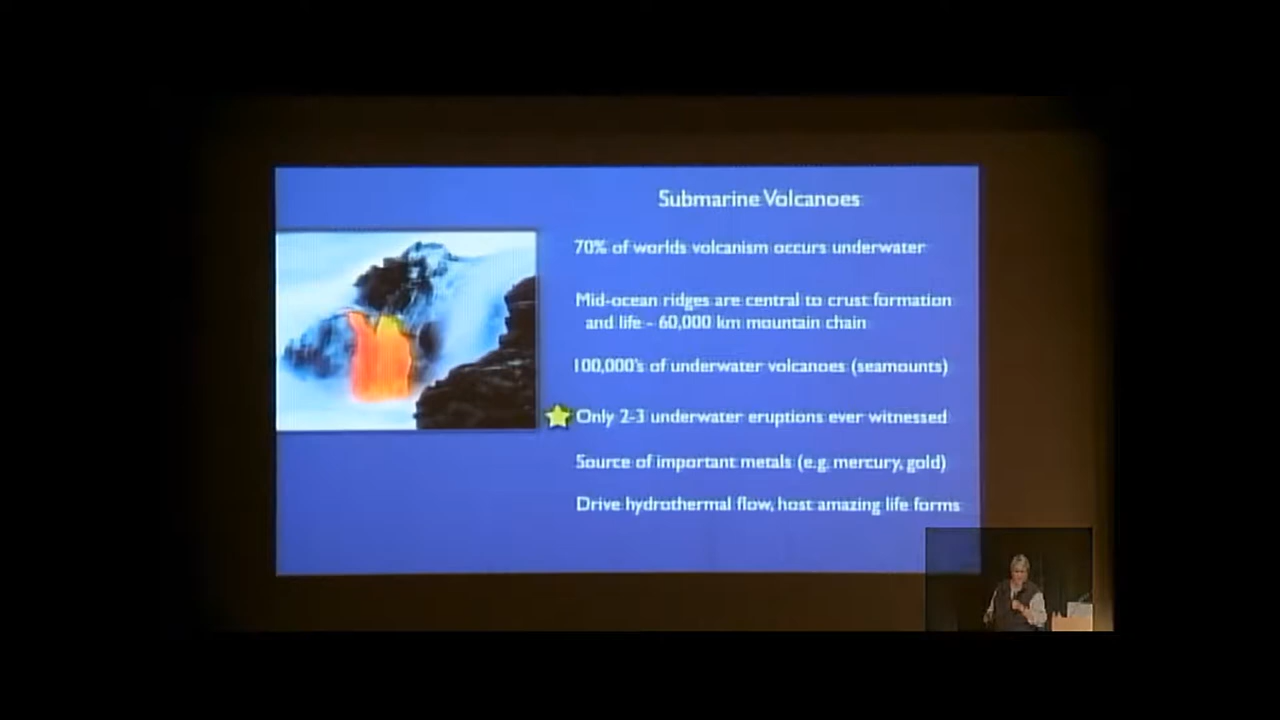 Submarine Volcanoes
70% of worlds volcanism occurs underwater
Mid-ocean ridges are central to crust formation
and life - 60,000 km mountain chain
100,000's of underwater volcanoes (seamounts)
Only 2-3 underwater eruptions ever witnessed
Source of important metals (e.g. mercury, gold)
Drive hydrothermal flow, host amazing life forms